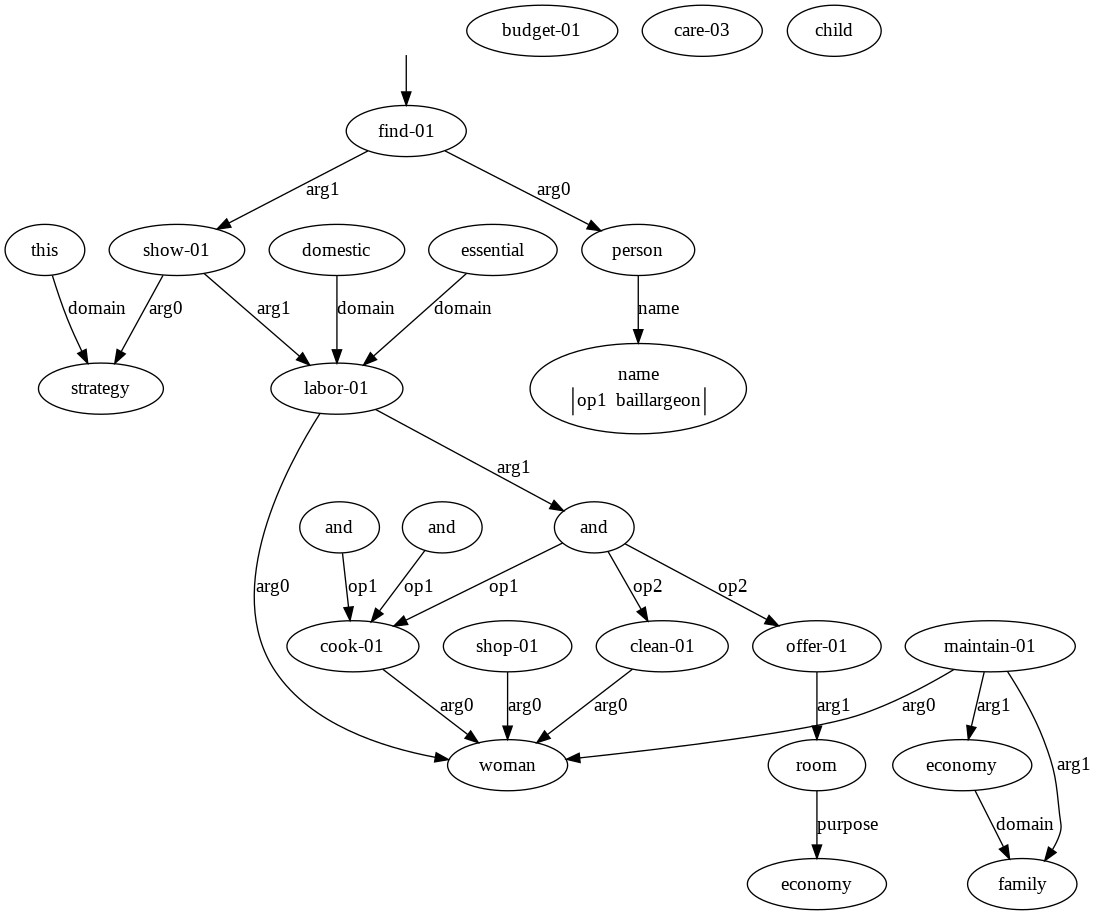 budget-01 care-03 child
find-01
arg1 arg0
this show-01 domestic essential person
domain arg0 arg1 domain domain name
strategy labor-01 name
|op1 baillargeon|
arg1
and and and
arg0 op1 op1 op1 op2 op2
cook-01 shop-01 clean-01 offer-01 maintain-01
arg0 arg0 arg0 arg1 arg0 arg1
woman room economy arg1
purpose domain
economy family